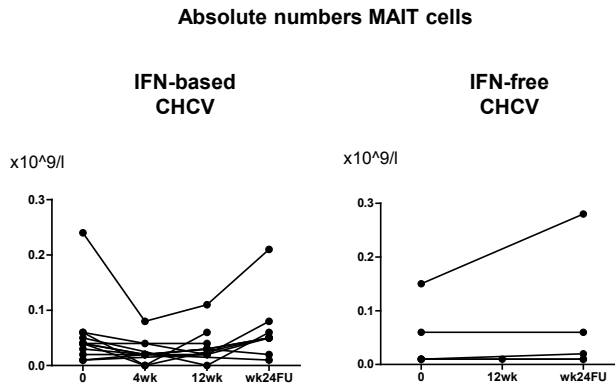 Absolute numbers MAIT cells
IFN-based
CHCV
x10^9/l
0.3
0.2
0.1
0.0
0 4wk 12wk wk24FU
IFN-free
CHCV
x10^9/l
0.3
0.2
0.1
0.0
0 12wk wk24FU